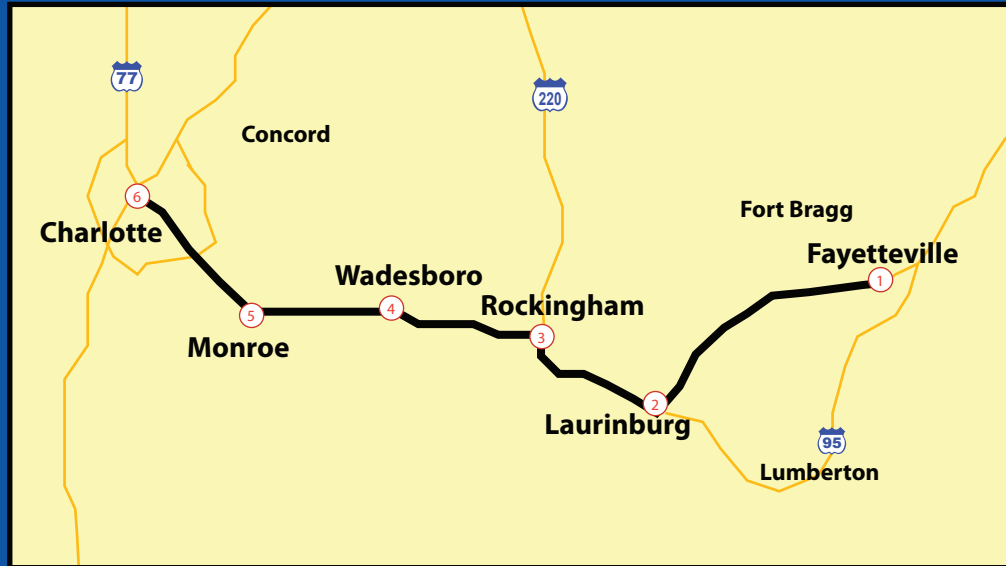 77
220
Concord
6
Charlotte
Fort Bragg
Fayetteville
1
Wadesboro
4
Rockingham
3
5
Monroe
2
Laurinburg
95
Lumberton